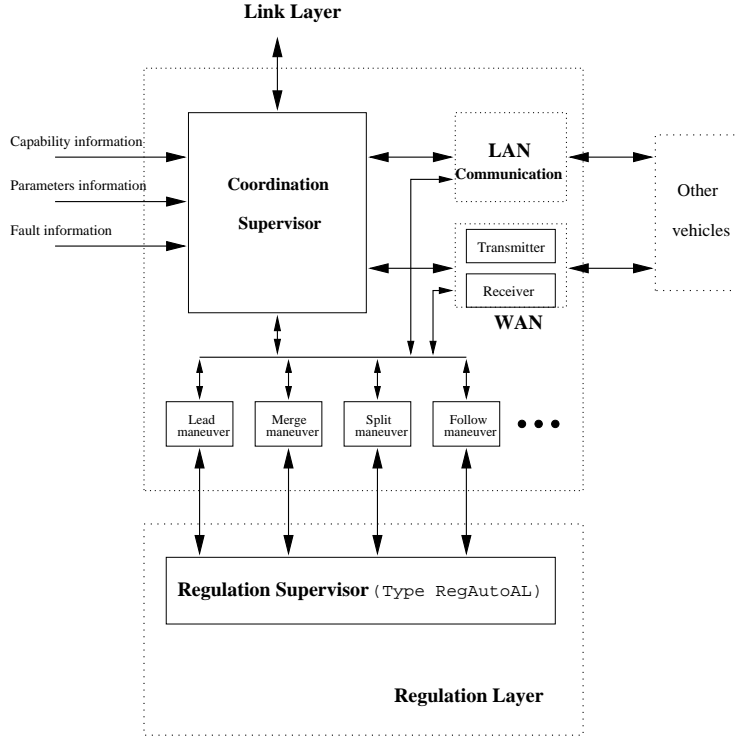 Link Layer
Capability information
Parameters information
Fault information
Coordination
Supervisor
LAN
Communication
Transmitter
Receiver
WAN
Other
vehicles
Lead
maneuver
Merge
maneuver
Split
maneuver
Follow
maneuver
Regulation Supervisor (Type RegAutoAL)
Regulation Layer